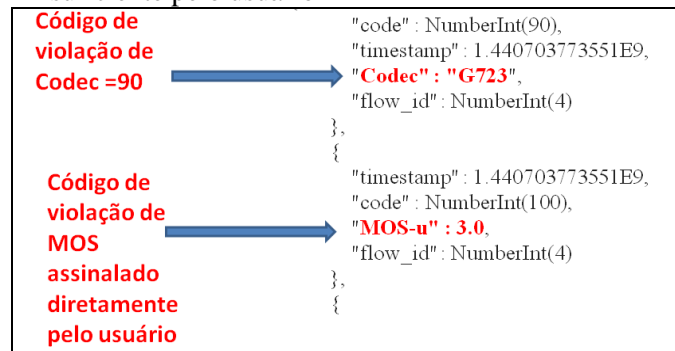 Código de
violação de
Codec =90
"code" : NumberInt(90),
"timestamp" : 1.440703773551E9,
"Codec" : "G723",
"flow_id" : NumberInt(4)
},
{
Código de
violação de
MOS
assinalado
diretamente
pelo usuário
"timestamp" : 1.440703773551E9,
"code" : NumberInt(100),
"MOS-u" : 3.0,
"flow_id" : NumberInt(4)
},
{